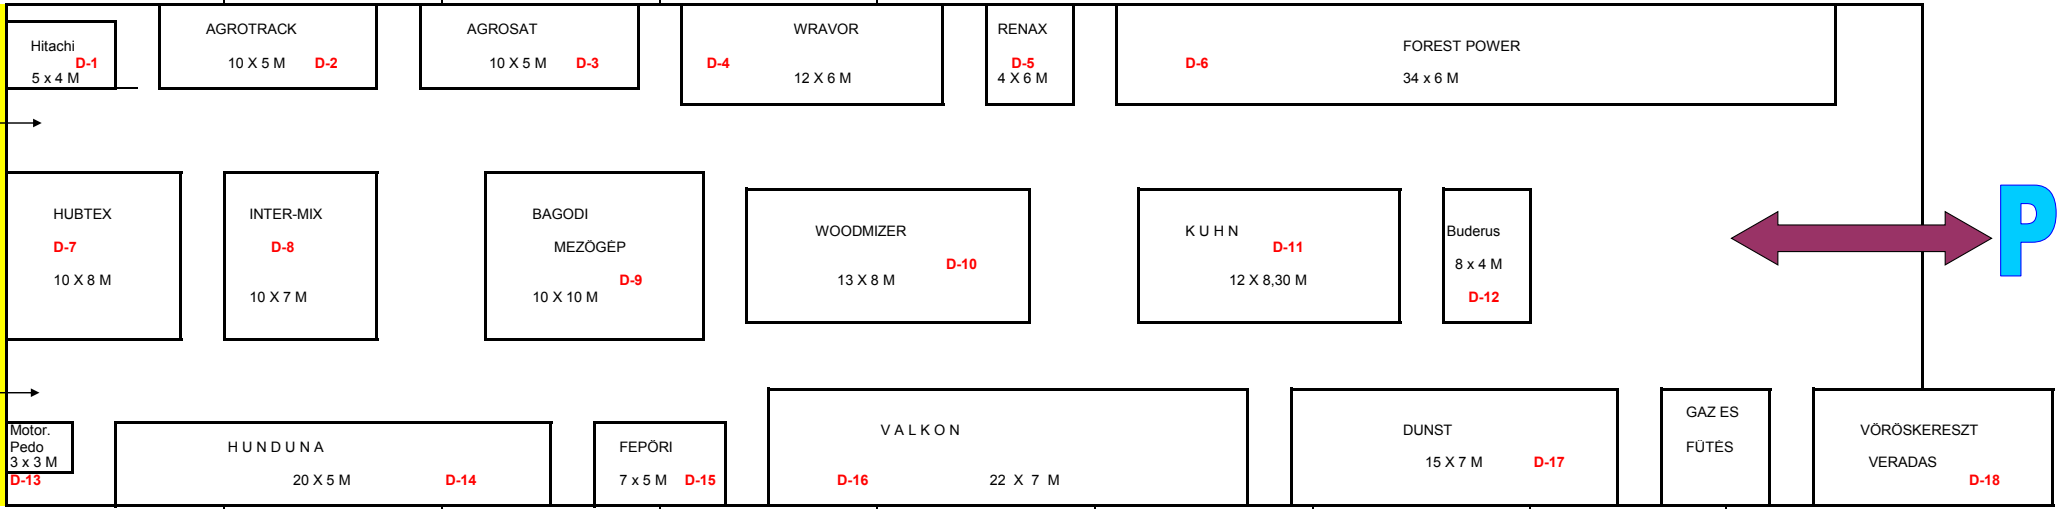 Hitachi
D-1
5 x 4 M
AGROTRACK
10 X 5 M D-2
AGROSAT
10 X 5 M D-3
WRAVOR
D-4
12 X 6 M
RENAX
D-5
4 X 6 M
FOREST POWER
D-6
34 x 6 M
HUBTEX
D-7
10 X 8 M
INTER-MIX
D-8
10 X 7 M
BAGODI
MEZÖGÉP
D-9
10 X 10 M
WOODMIZER
D-10
13 X 8 M
K U H N
D-11
12 X 8,30 M
Buderus
8 x 4 M
D-12
P
Motor.
Pedo
3 x 3 M
D-13
H U N D U N A
20 X 5 M D-14
FEPÖRI
7 x 5 M D-15
V A L K O N
D-16 22 X 7 M
DUNST
15 X 7 M D-17
GAZ ES
FÜTÉS
VÖRÖSKERESZT
VERADAS
D-18